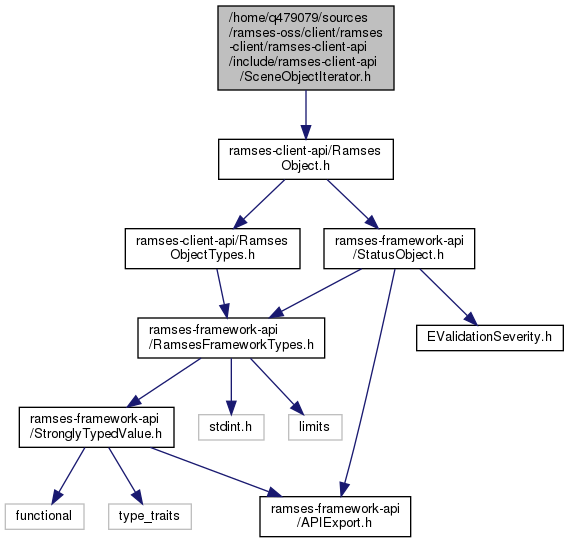 /home/q479079/sources
/ramses-oss/client/ramses
-client/ramses-client-api
/include/ramses-client-api
/SceneObjectIterator.h
ramses-client-api/Ramses
Object.h
ramses-client-api/Ramses
ObjectTypes.h
ramses-framework-api
/StatusObject.h
ramses-framework-api
/RamsesFrameworkTypes.h
EValidationSeverity.h
ramses-framework-api
/StronglyTypedValue.h
stdint.h
limits
functional
type_traits
ramses-framework-api
/APIExport.h